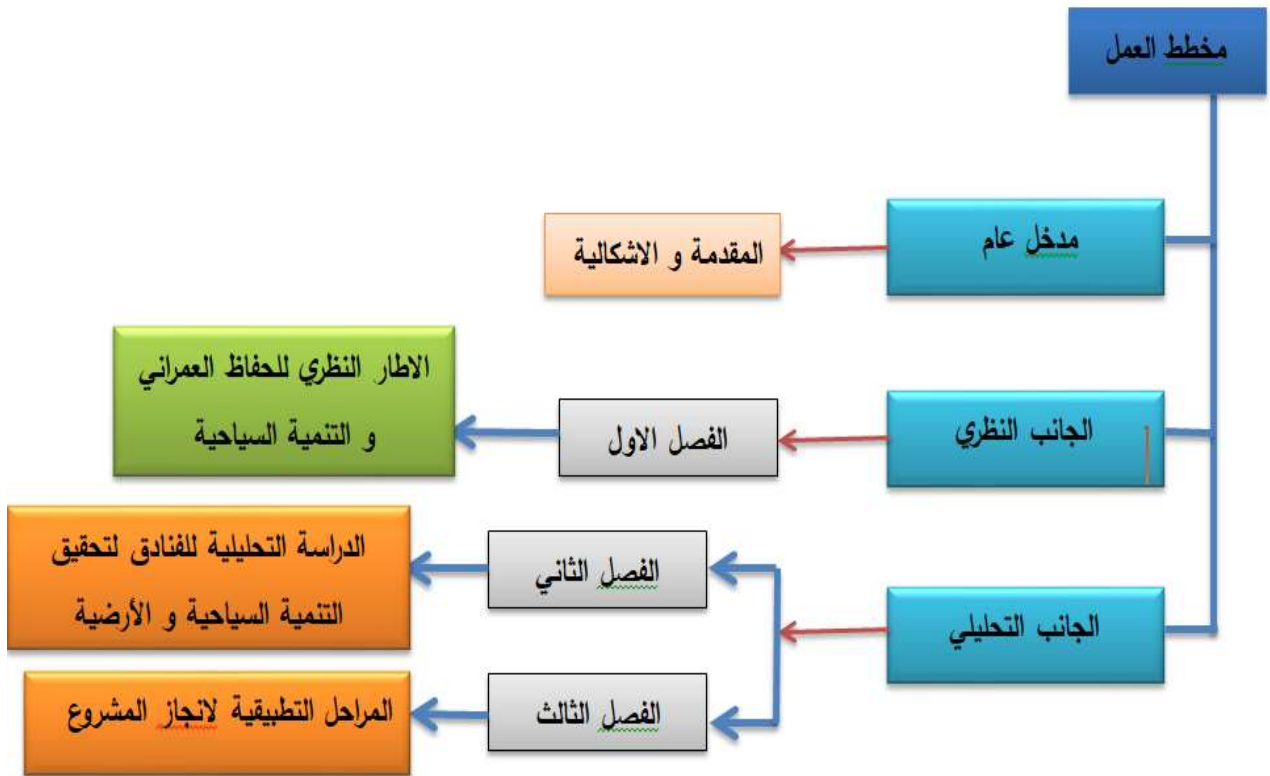 مخطط العمل
مدخل عام
المقدمة و الاشكالية
الجانب النظري
الفصل الاول
الاطار النظري للحفاظ العمراني
و التنمية السياحية
الجانب التحليلي
الفصل الثاني
الدراسة التحليلية للفنادق لتحقيق
التنمية السياحية و الأرضية
الفصل الثالث
المراحل التطبيقية لانجاز المشروع